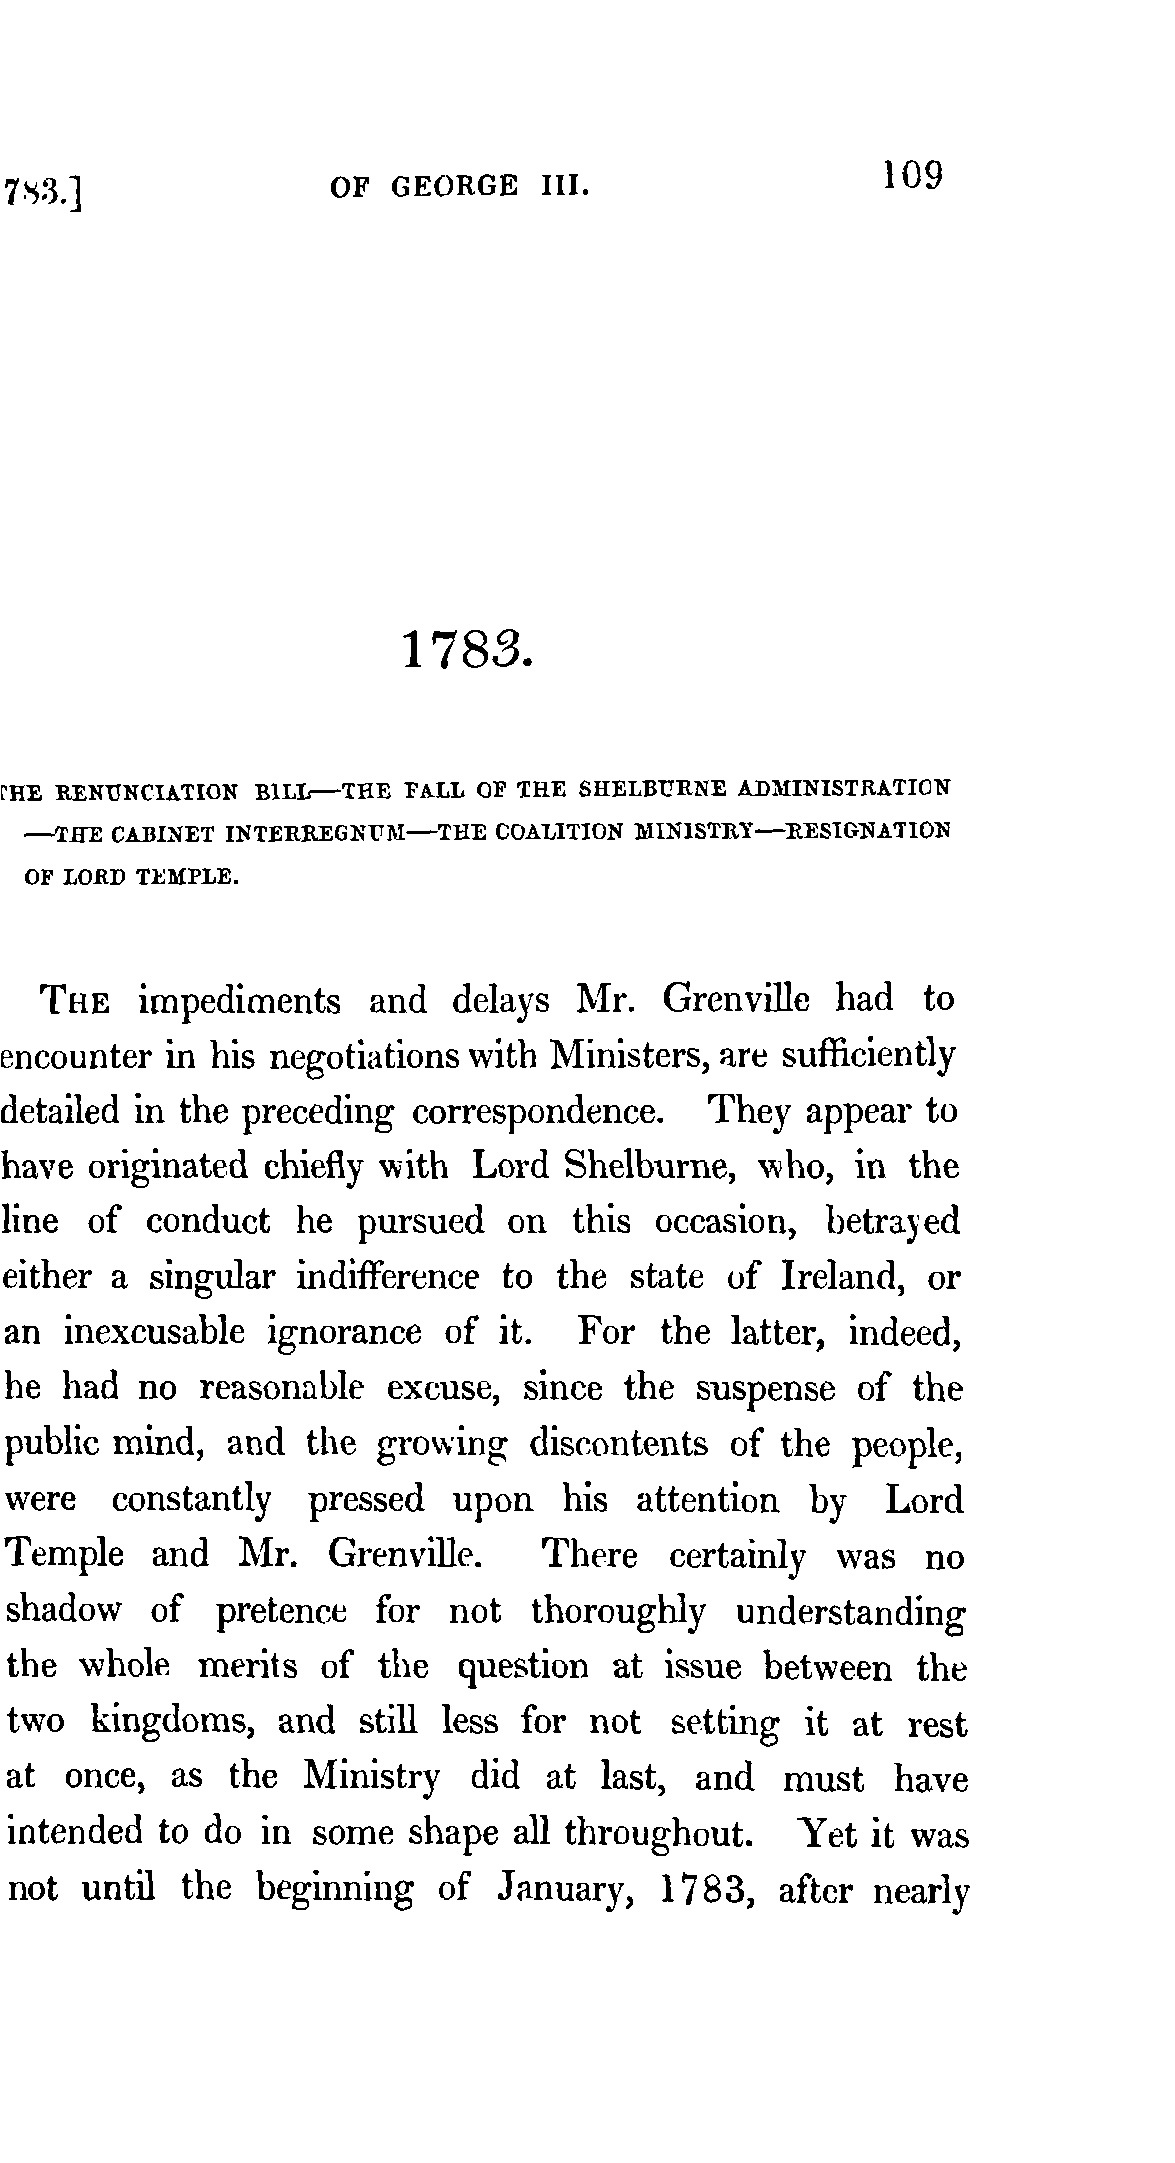 783.] OF GEORGE III. 109
1783.
THE RENUNCIATION BILL—THE FALL OF THE SHELBURNE ADMINISTRATION
—THE CABINET INTERREGNUM—THE COALITION MINISTRY—RESIGNATION
OF LORD TEMPLE.
THE impediments and delays Mr. Grenville had to
encounter in his negotiations with Ministers, are sufficiently
detailed in the preceding correspondence. They appear to
have originated chiefly with Lord Shelburne, who, in the
line of conduct he pursued on this occasion, betrayed
either a singular indifference to the state of Ireland, or
an inexcusable ignorance of it. For the latter, indeed,
he had no reasonable excuse, since the suspense of the
public mind, and the growing discontents of the people,
were constantly pressed upon his attention by Lord
Temple and Mr. Grenville. There certainly was no
shadow of pretence for not thoroughly understanding
the whole merits of the question at issue between the
two kingdoms, and still less for not setting it at rest
at once, as the Ministry did at last, and must have
intended to do in some shape all throughout. Yet it was
not until the beginning of January, 1783, after nearly